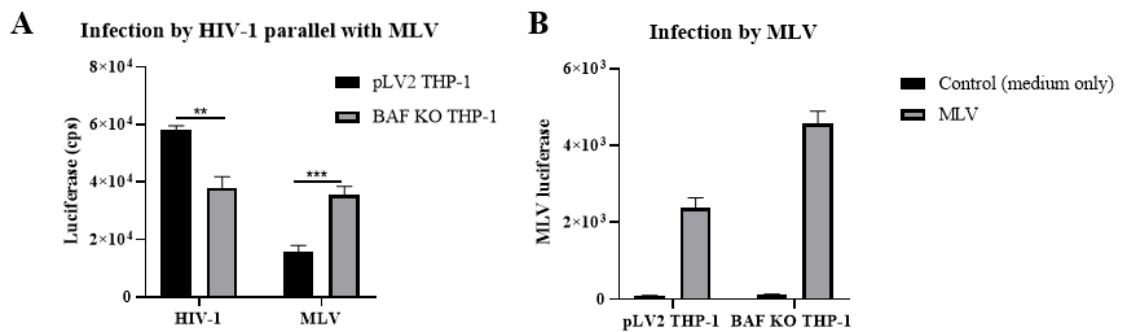 A
Infection by HIV-1 parallel with MLV
8×10⁴
6×10⁴
4×10⁴
2×10⁴
0
Luciferase (cps)
**
***
HIV-1
MLV
pLV2 THP-1
BAF KO THP-1
B
Infection by MLV
6×10³
4×10³
2×10³
0
MLV luciferase
pLV2 THP-1
BAF KO THP-1
Control (medium only)
MLV